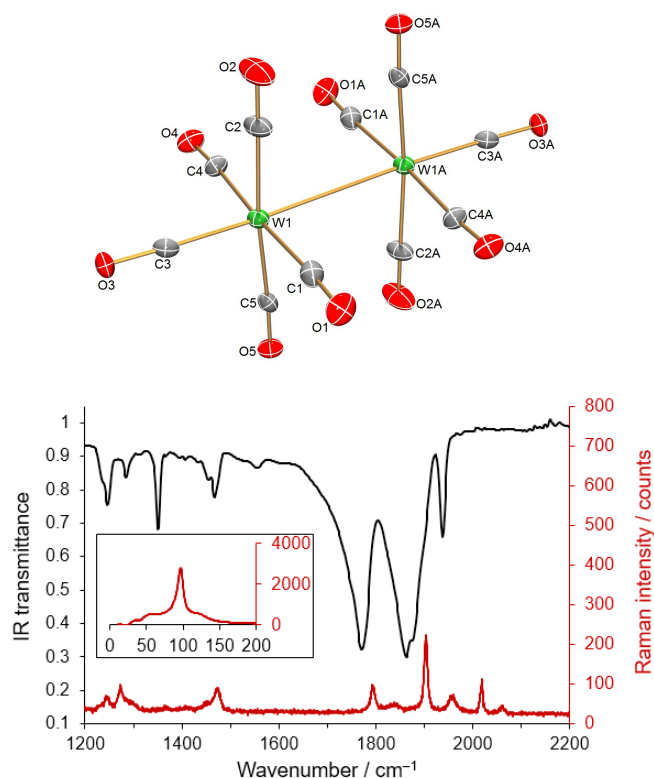 O5A
O2
O1A
C5A
C1A
C2
O4
O3A
C3A
C4
W1A
W1
C4A
O4A
C3
C2A
O3
C1
C5
O2A
O1
O5
1
0.9
0.8
0.7
0.6
0.5
0.4
0.3
0.2
0.1
IR transmittance
800
700
600
500
400
300
200
100
0
Raman intensity / counts
4000
2000
0
0 50 100 150 200
1200 1400 1600 1800 2000 2200
Wavenumber / cm⁻¹